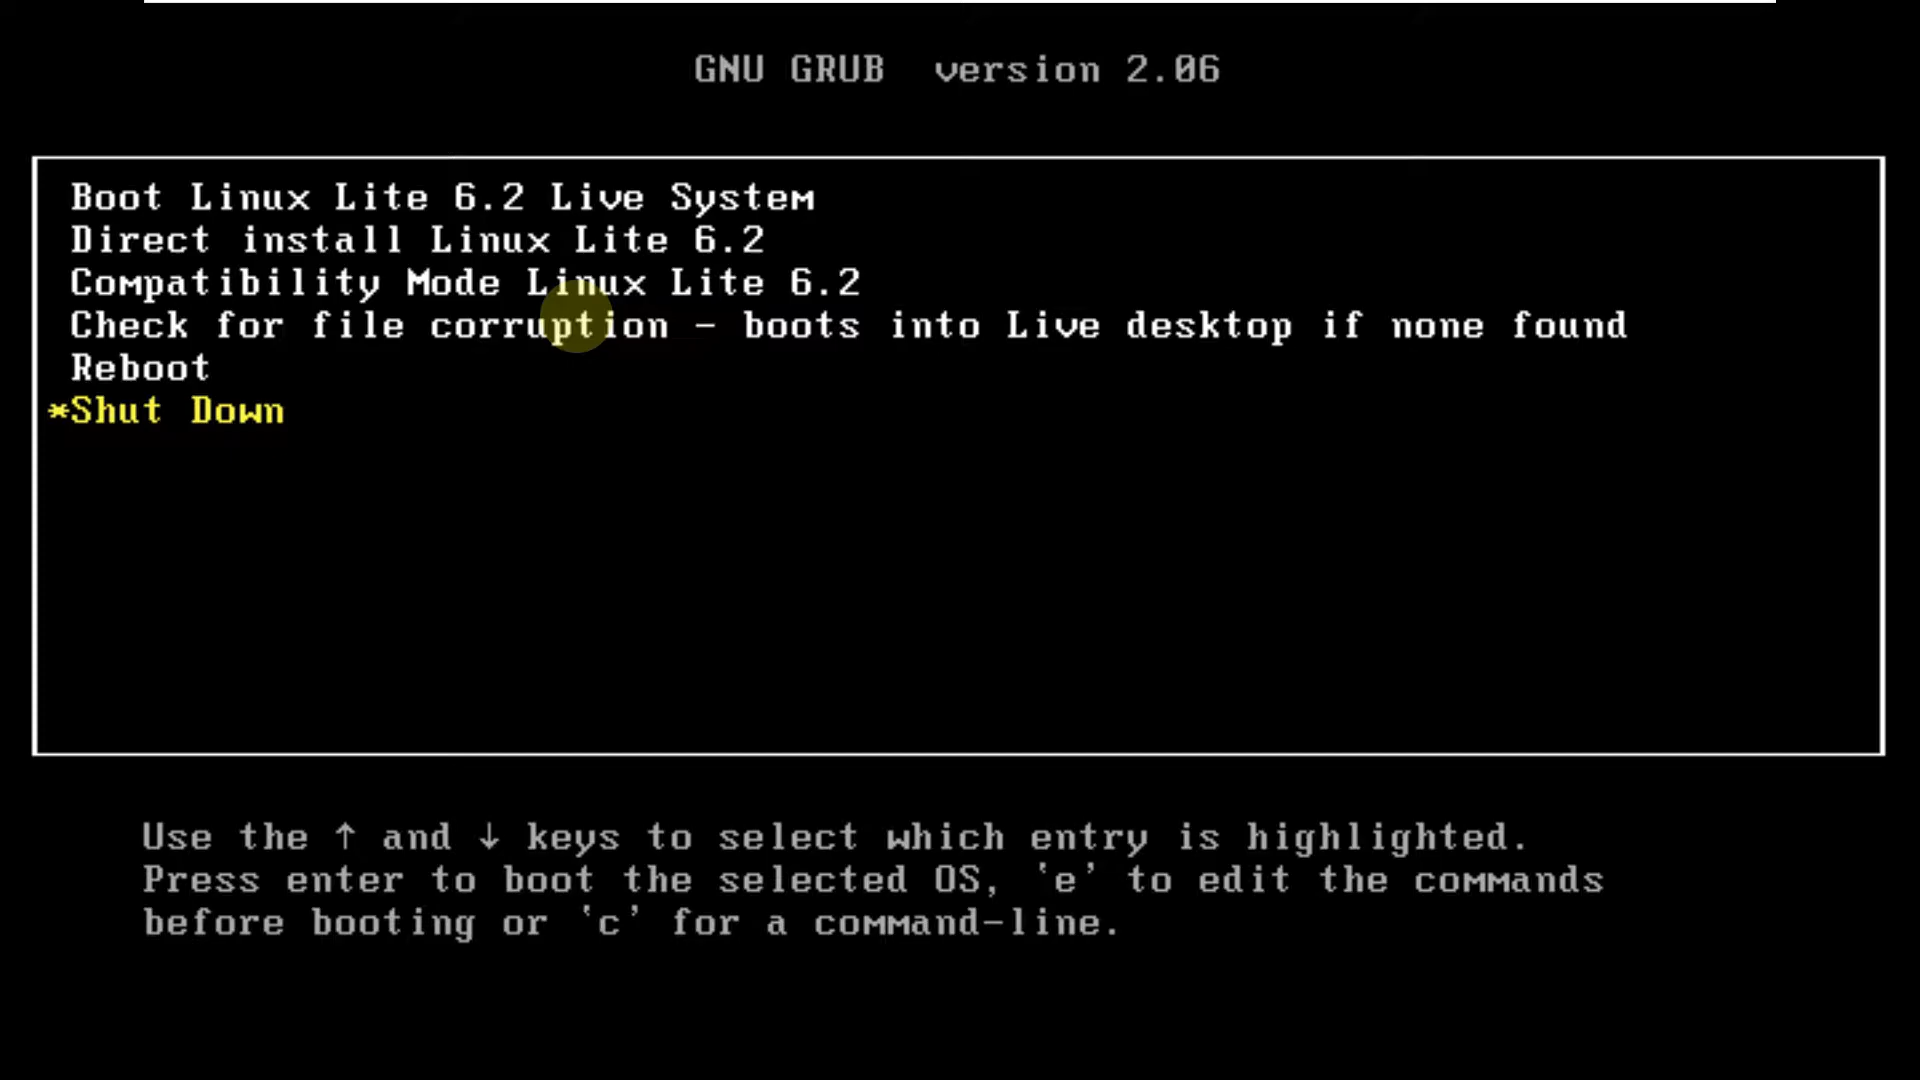 GNU GRUB  version 2.06
Boot Linux Lite 6.2 Live System
Direct install Linux Lite 6.2
Compatibility Mode Linux Lite 6.2
Check for file corruption - boots into Live desktop if none found
Reboot
*Shut Down
Use the ↑ and ↓ keys to select which entry is highlighted.
Press enter to boot the selected OS, `e' to edit the commands
before booting or `c' for a command-line.